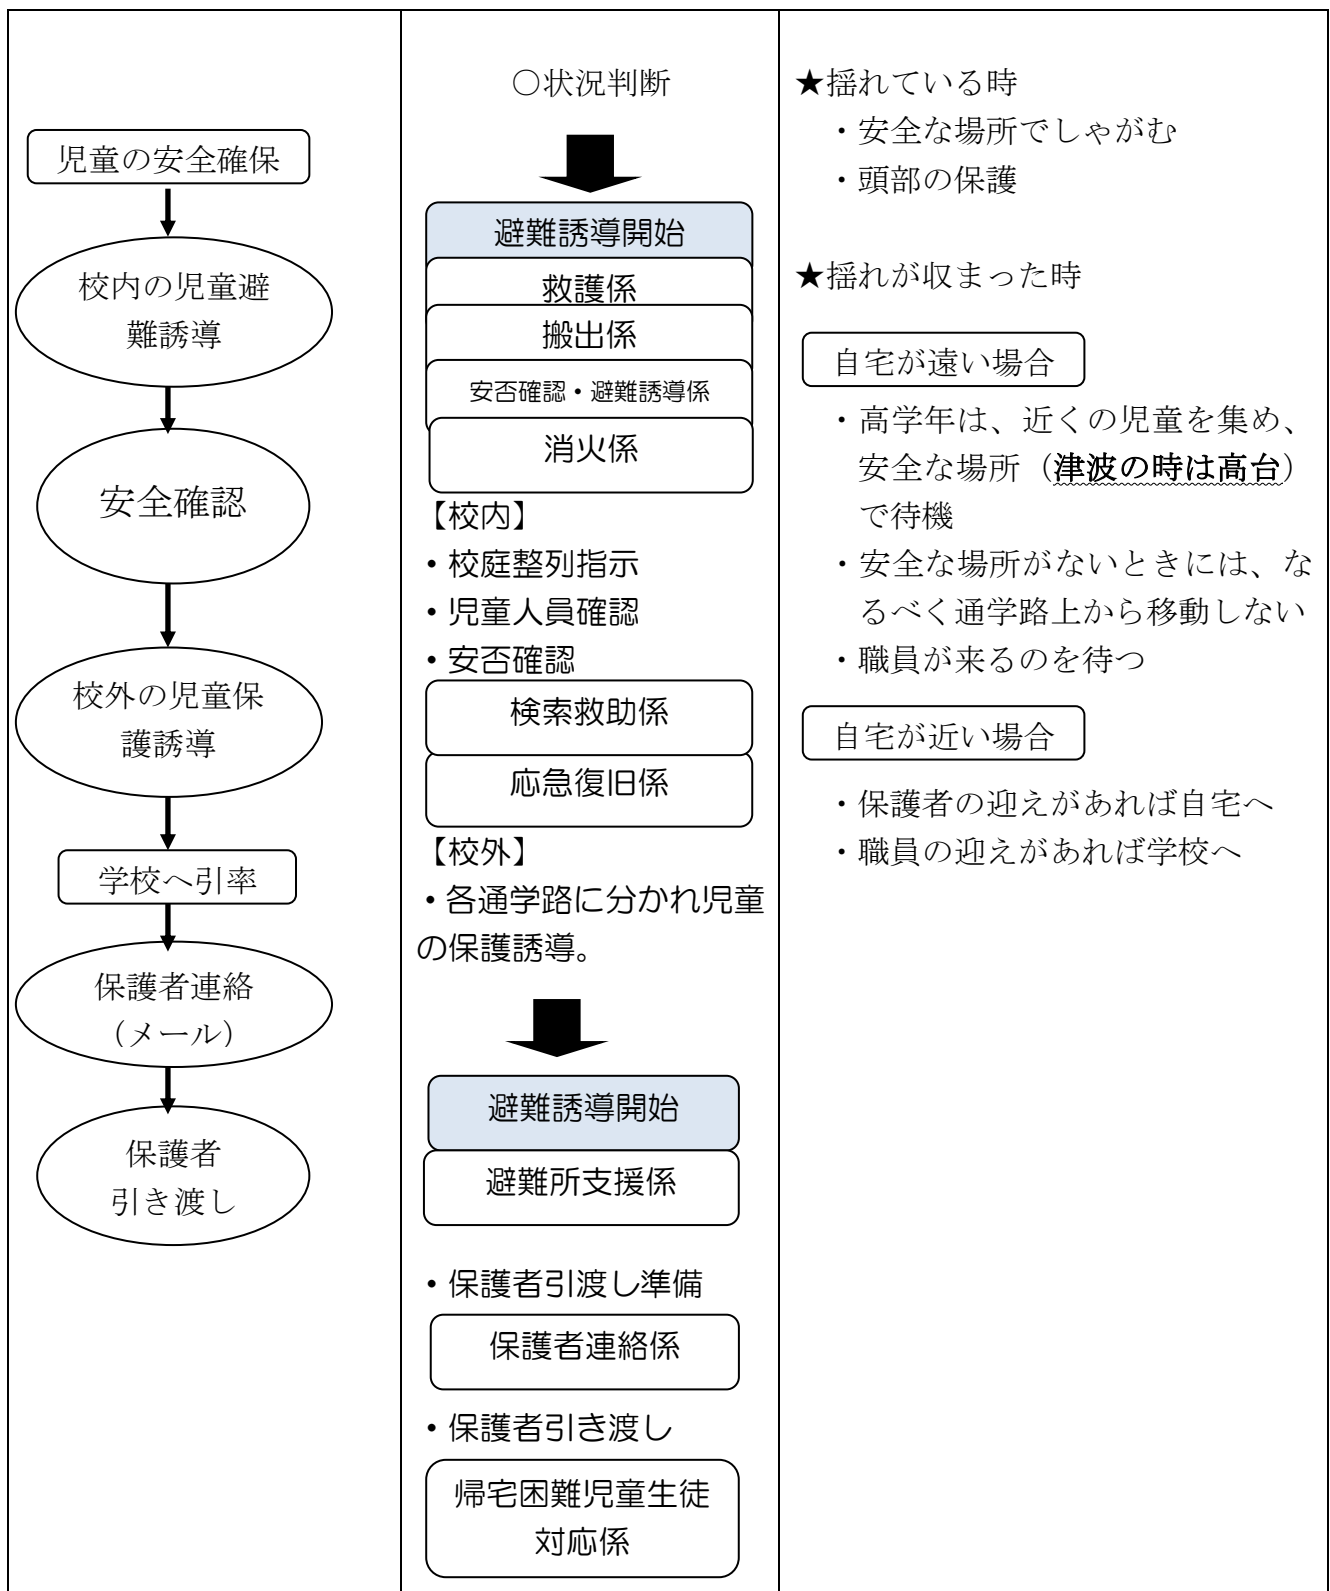 児童の安全確保
校内の児童避
難誘導
安全確認
校外の児童保
護誘導
学校へ引率
保護者連絡
（メール）
保護者
引き渡し
○状況判断
避難誘導開始
救護係
搬出係
安否確認・避難誘導係
消火係
【校内】
・校庭整列指示
・児童人員確認
・安否確認
検索救助係
応急復旧係
【校外】
・各通学路に分かれ児童
の保護誘導。
避難誘導開始
避難所支援係
・保護者引渡し準備
保護者連絡係
・保護者引き渡し
帰宅困難児童生徒
対応係
★揺れている時
・安全な場所でしゃがむ
・頭部の保護
★揺れが収まった時
自宅が遠い場合
・高学年は、近くの児童を集め、
安全な場所（津波の時は高台）
で待機
・安全な場所がないときには、な
るべく通学路上から移動しない
・職員が来るのを待つ
自宅が近い場合
・保護者の迎えがあれば自宅へ
・職員の迎えがあれば学校へ